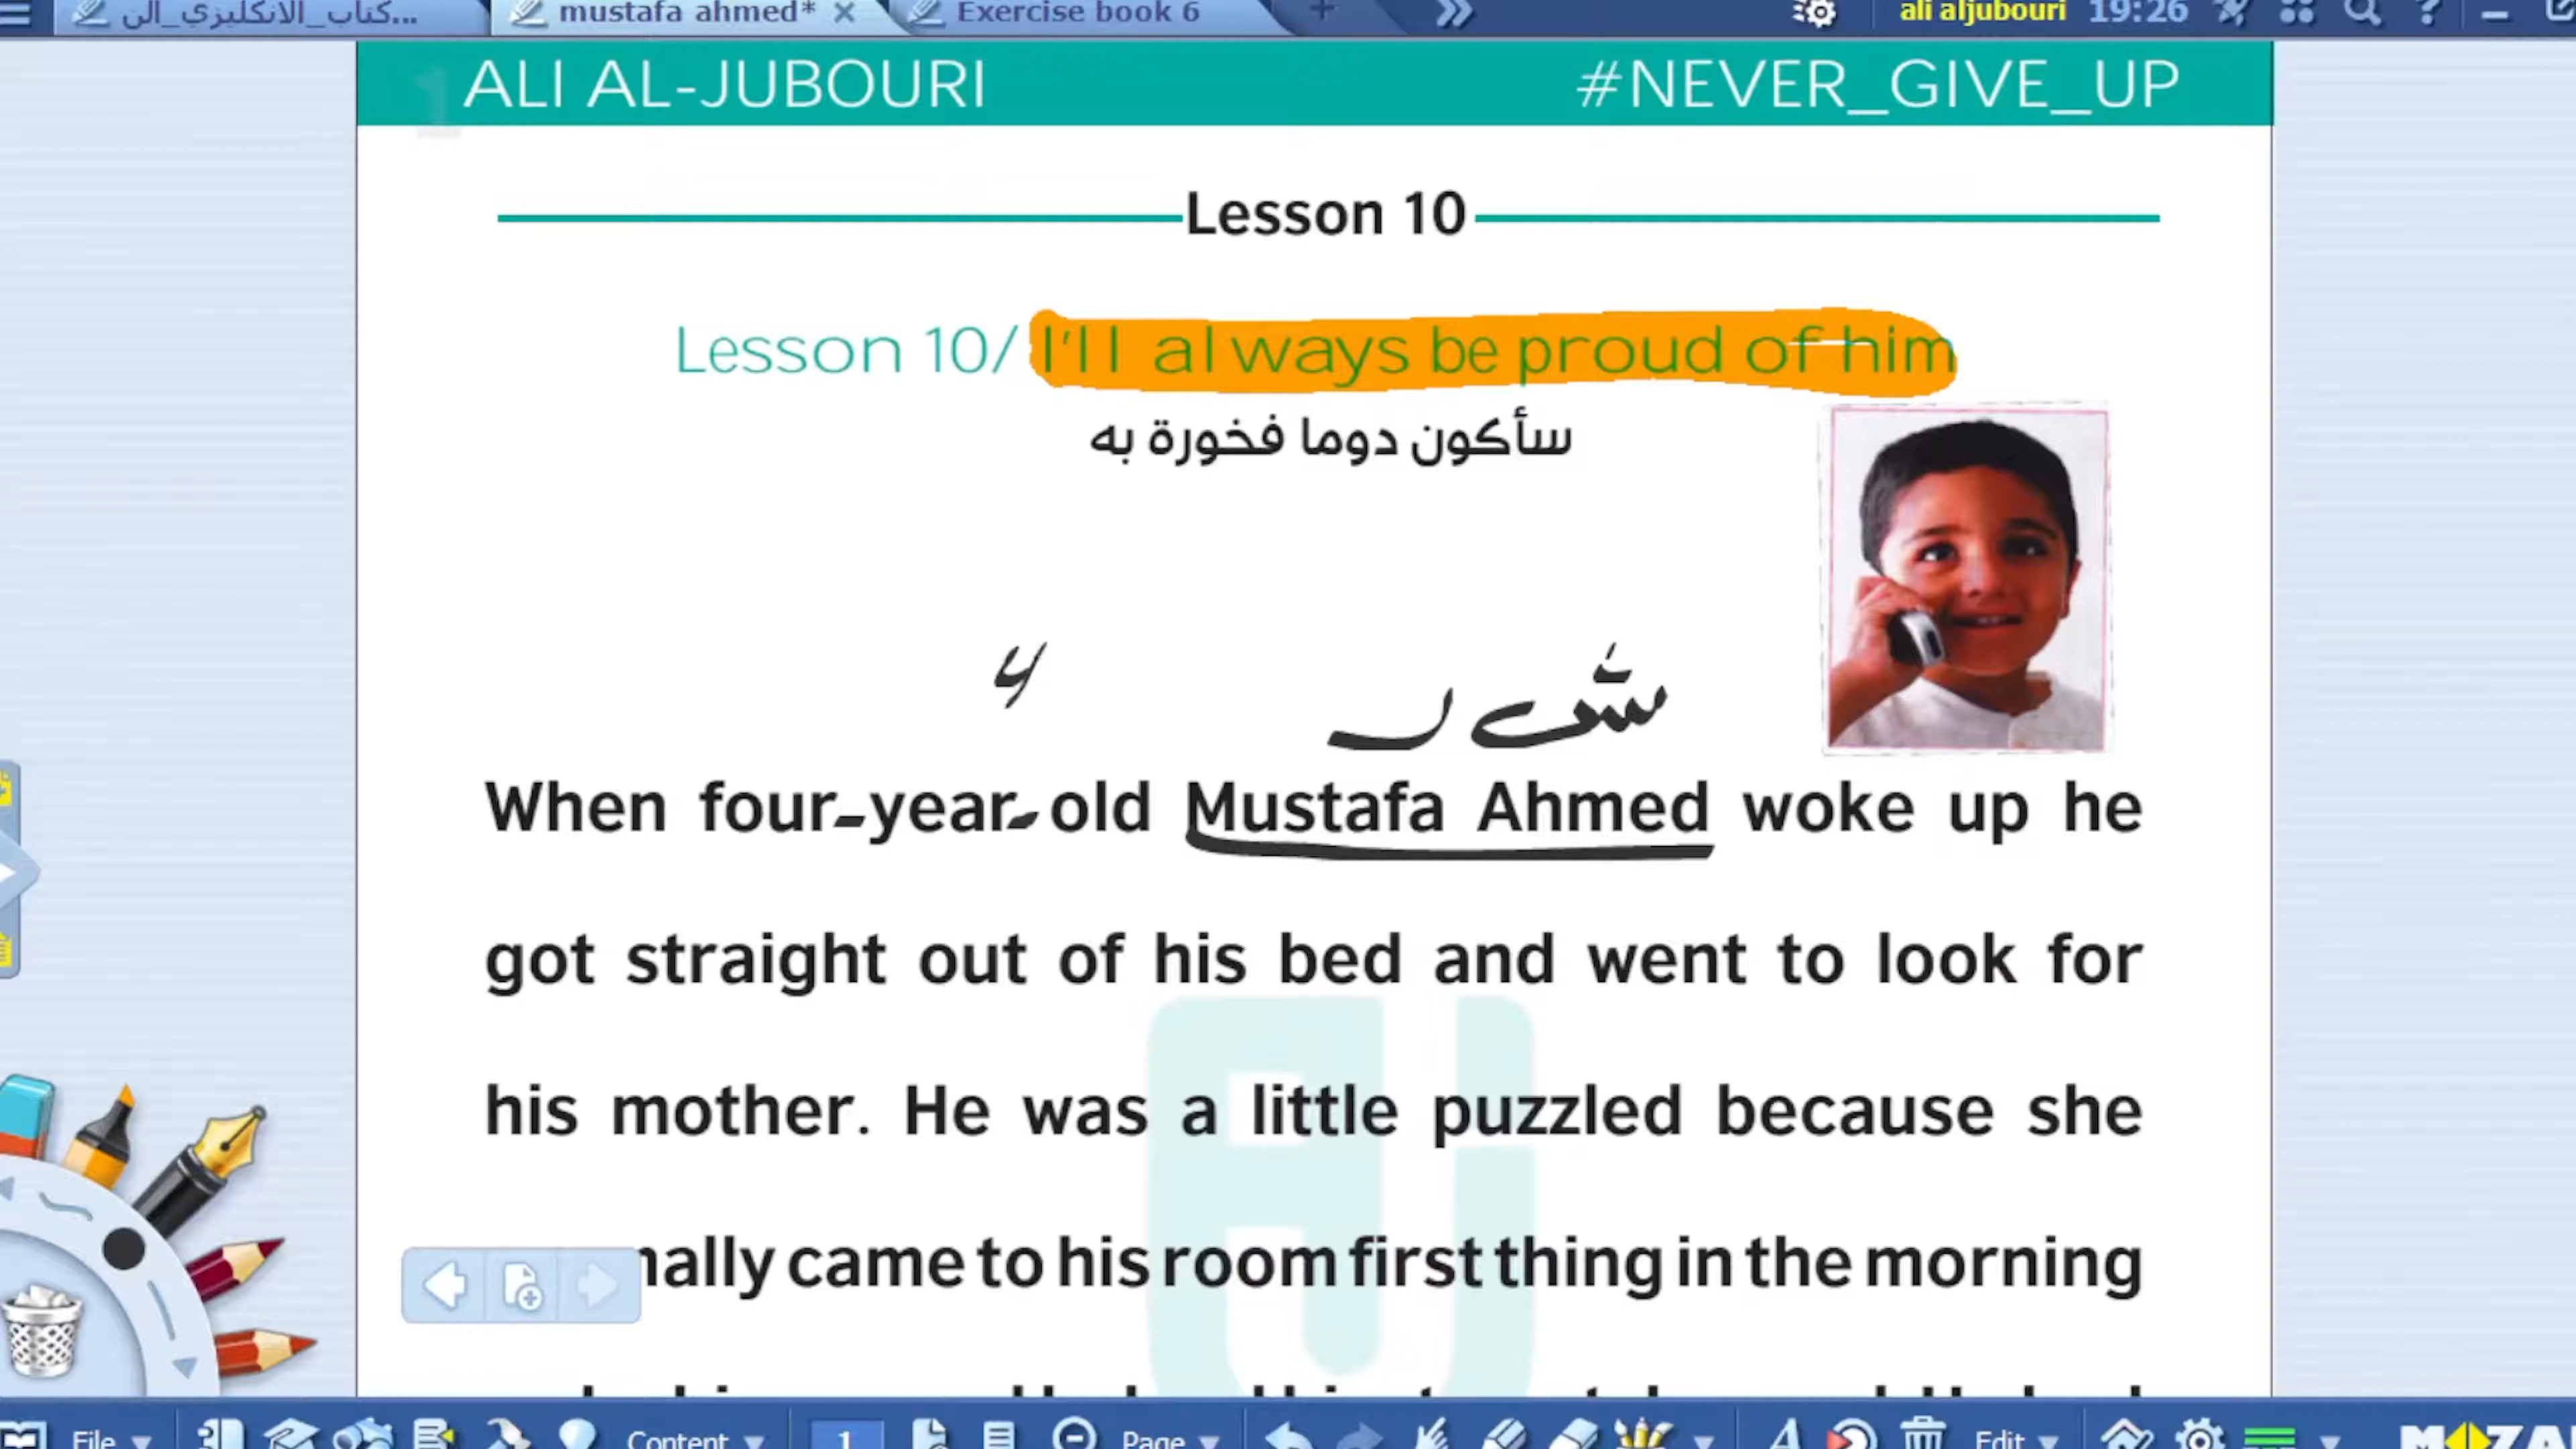 كتاب_الانكليزي_الن...
mustafa ahmed*
Exercise book 6
ali aljubouri 19:26
ALI AL-JUBOURI
#NEVER_GIVE_UP
Lesson 10
Lesson 10/ I'll always be proud of him
سأكون دوما فخورة به
When four-year-old Mustafa Ahmed woke up he
got straight out of his bed and went to look for
his mother. He was a little puzzled because she
came to his room first thing in the morning
File
Content
1
Page
Edit